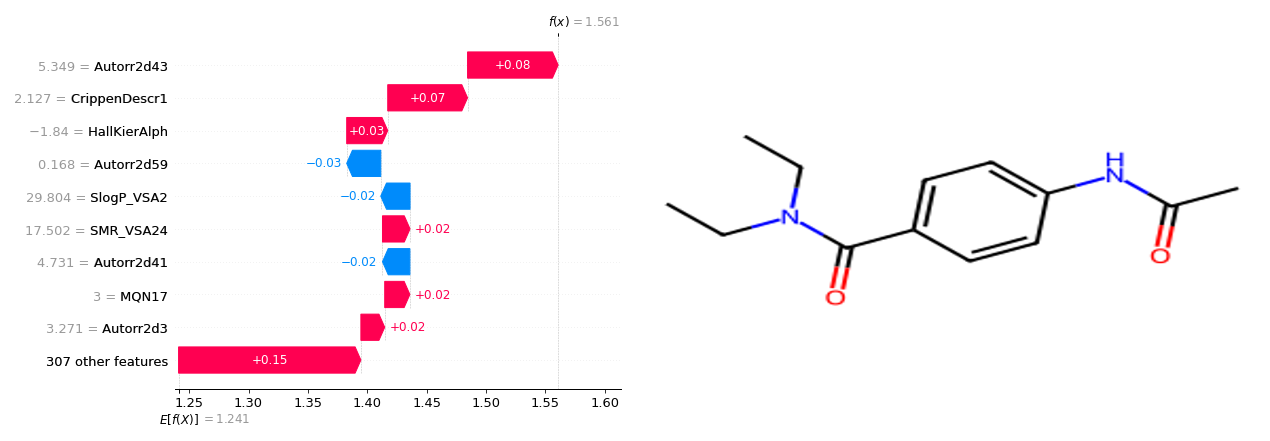 f(x) = 1.561
5.349 = Autorr2d43
+0.08
2.127 = CrippenDescr1
+0.07
−1.84 = HallKierAlph
+0.03
0.168 = Autorr2d59
−0.03
29.804 = SlogP_VSA2
−0.02
17.502 = SMR_VSA24
+0.02
4.731 = Autorr2d41
−0.02
3 = MQN17
+0.02
3.271 = Autorr2d3
+0.02
307 other features
+0.15
1.25 1.30 1.35 1.40 1.45 1.50 1.55 1.60
E[f(X)] = 1.241
H
N
N
O
O